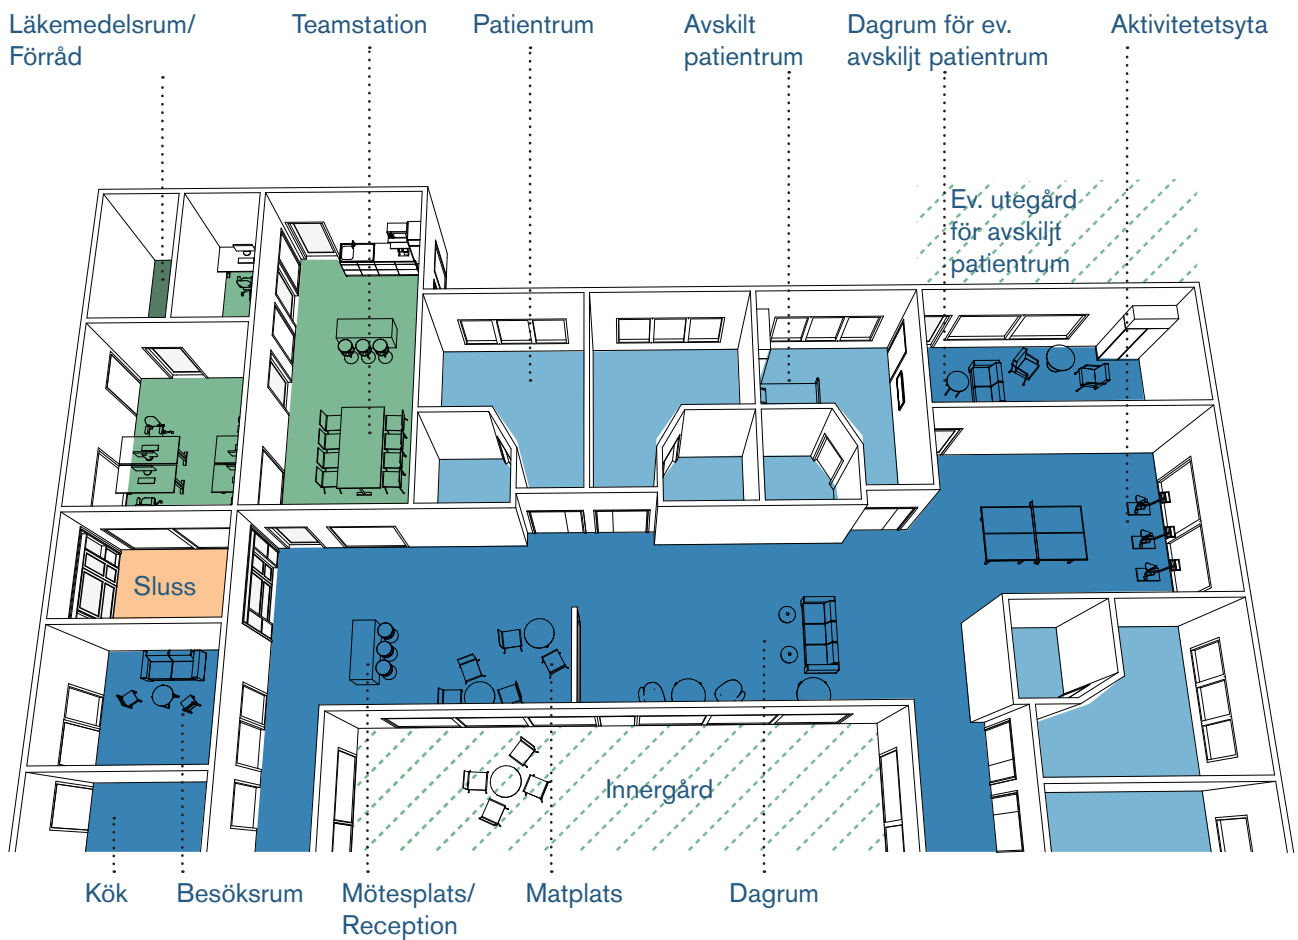 Läkemedelsrum/
Förråd
Teamstation
Patientrum
Avskilt
patientrum
Dagrum för ev.
avskiljt patientrum
Aktivitetetsyta
Ev. utegård
för avskiljt
patientrum
Sluss
Innergård
Kök
Besöksrum
Mötesplats/
Reception
Matplats
Dagrum